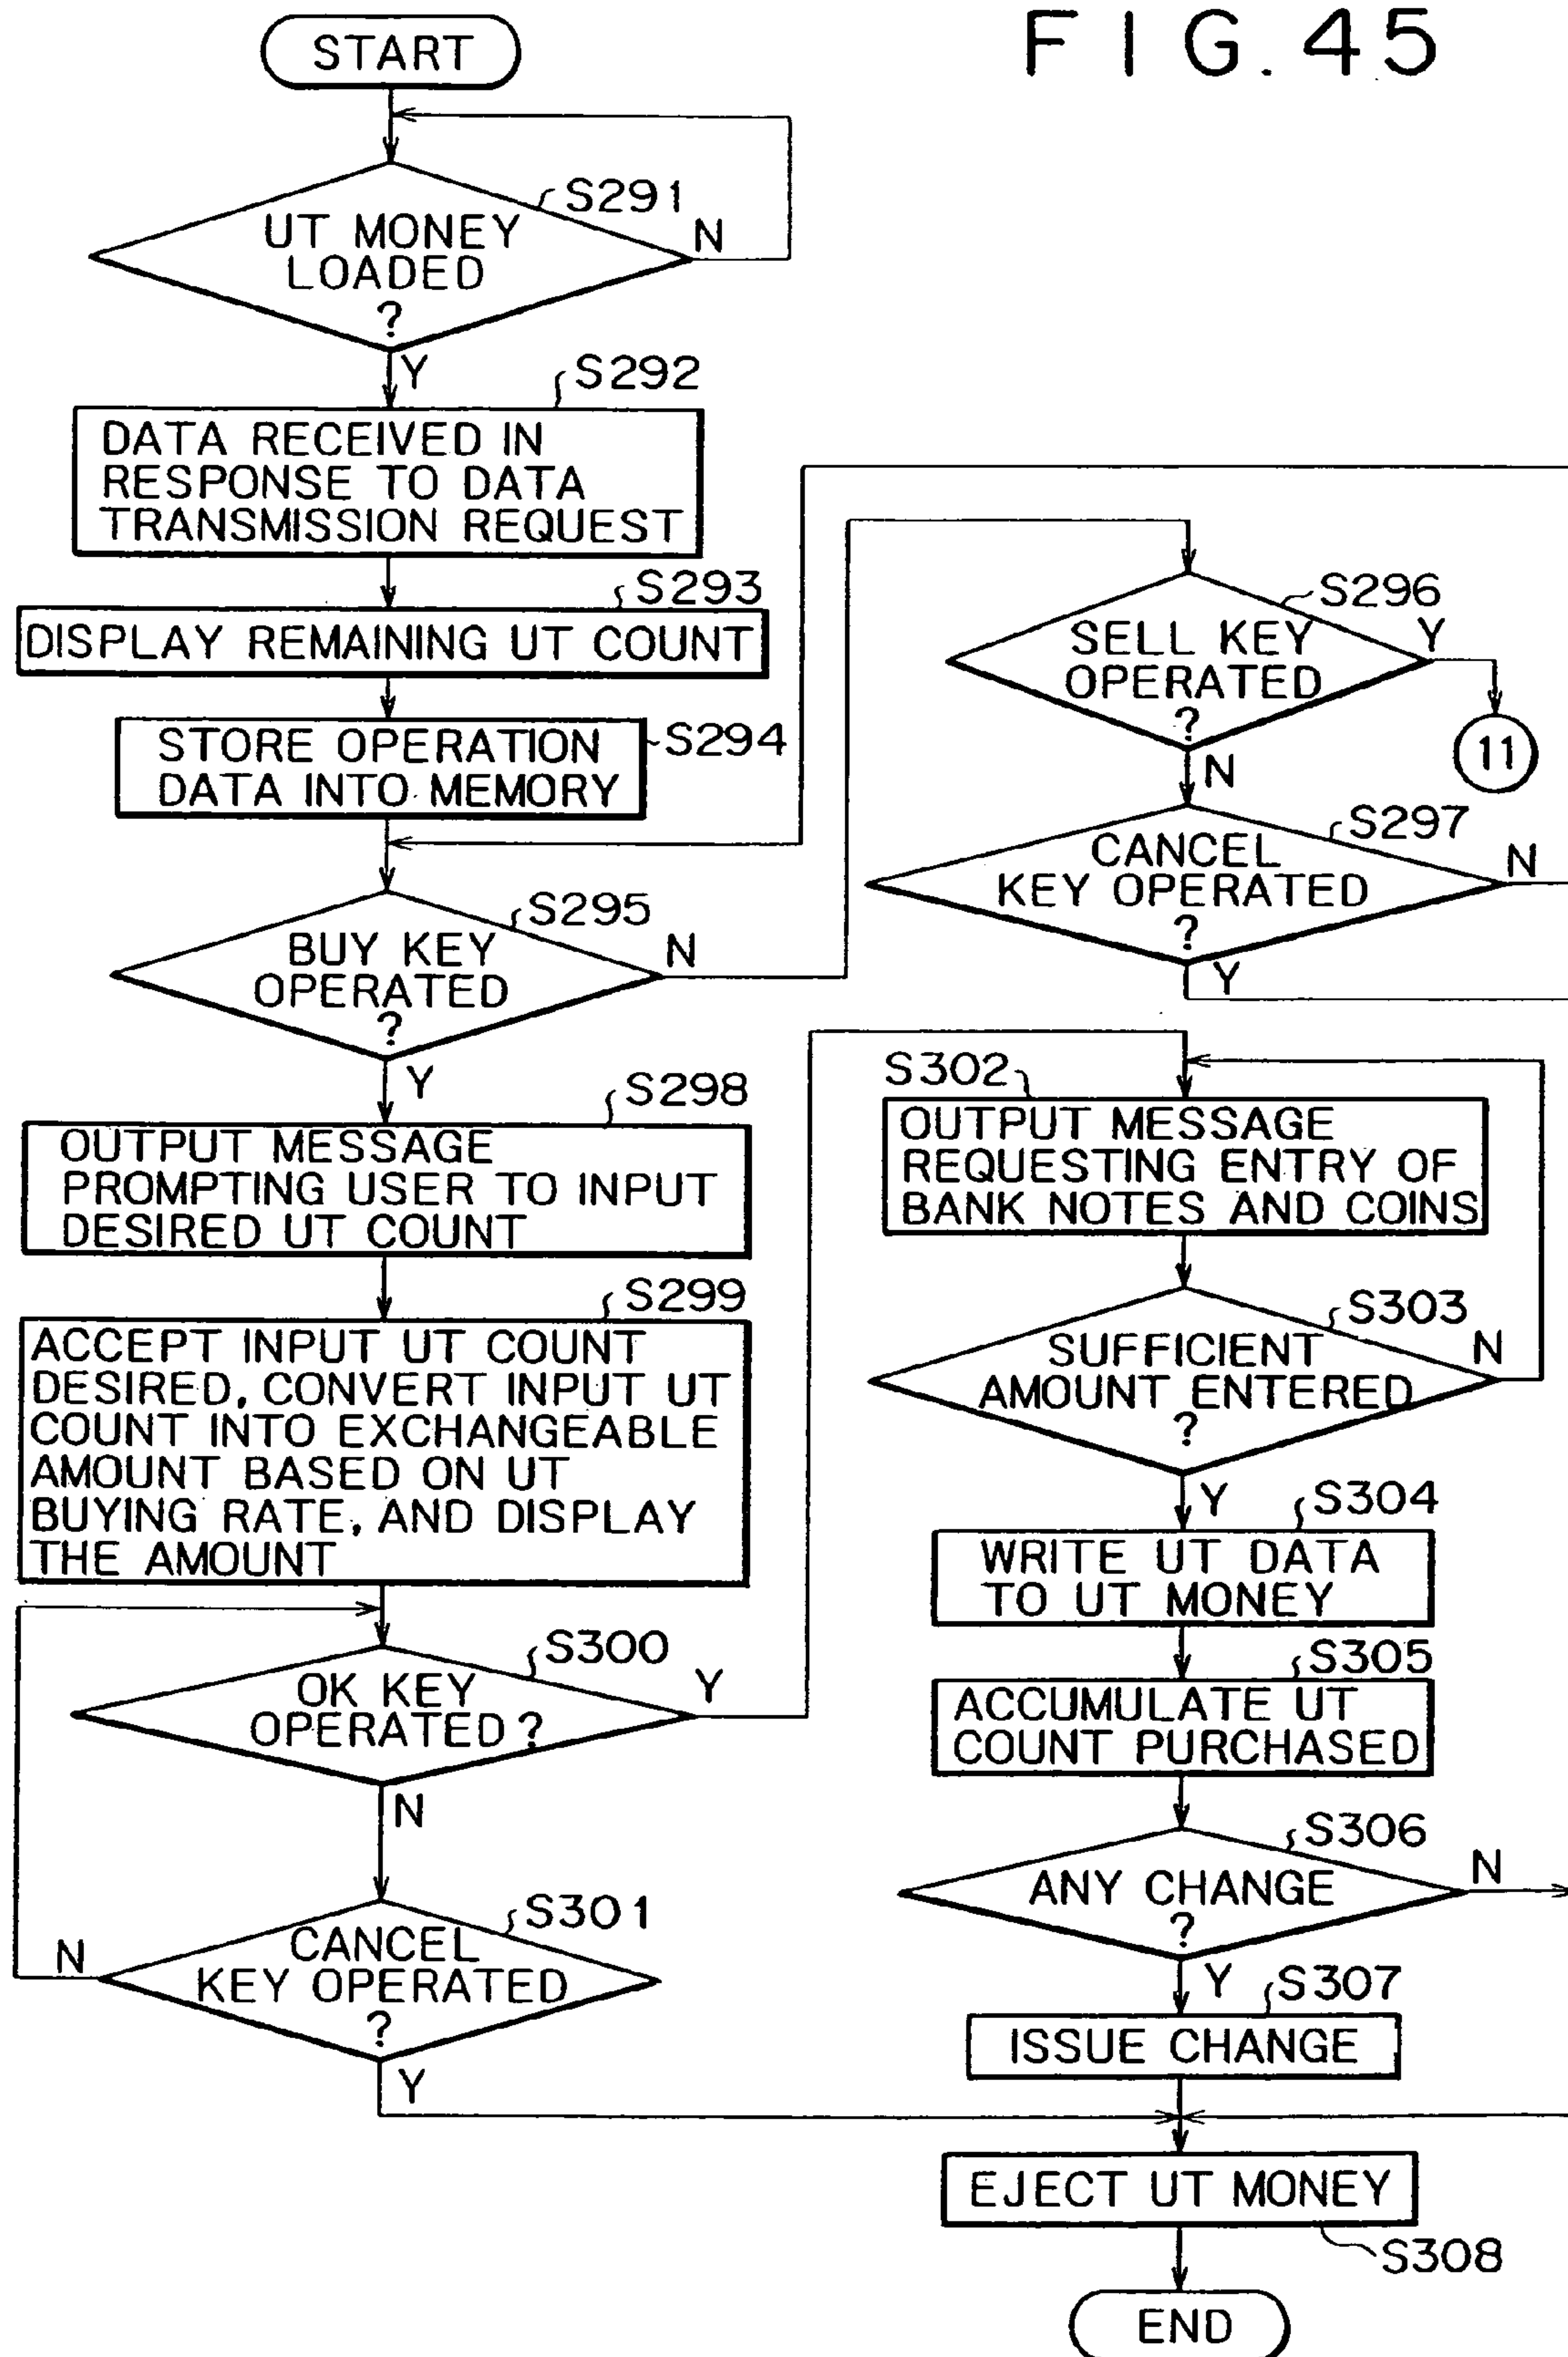 FIG. 45
START
S291
UT MONEY
LOADED
?
N
Y
S292
DATA RECEIVED IN
RESPONSE TO DATA
TRANSMISSION REQUEST
S293
DISPLAY REMAINING UT COUNT
S294
STORE OPERATION
DATA INTO MEMORY
S295
BUY KEY
OPERATED
?
N
Y
S296
SELL KEY
OPERATED
?
Y
11
N
S297
CANCEL
KEY OPERATED
?
N
Y
S298
OUTPUT MESSAGE
PROMPTING USER TO INPUT
DESIRED UT COUNT
S299
ACCEPT INPUT UT COUNT
DESIRED, CONVERT INPUT UT
COUNT INTO EXCHANGEABLE
AMOUNT BASED ON UT
BUYING RATE, AND DISPLAY
THE AMOUNT
S300
OK KEY
OPERATED?
Y
N
S301
CANCEL
KEY OPERATED
?
N
Y
S302
OUTPUT MESSAGE
REQUESTING ENTRY OF
BANK NOTES AND COINS
S303
SUFFICIENT
AMOUNT ENTERED
?
N
Y
S304
WRITE UT DATA
TO UT MONEY
S305
ACCUMULATE UT
COUNT PURCHASED
S306
ANY CHANGE
?
N
Y
S307
ISSUE CHANGE
EJECT UT MONEY
S308
END